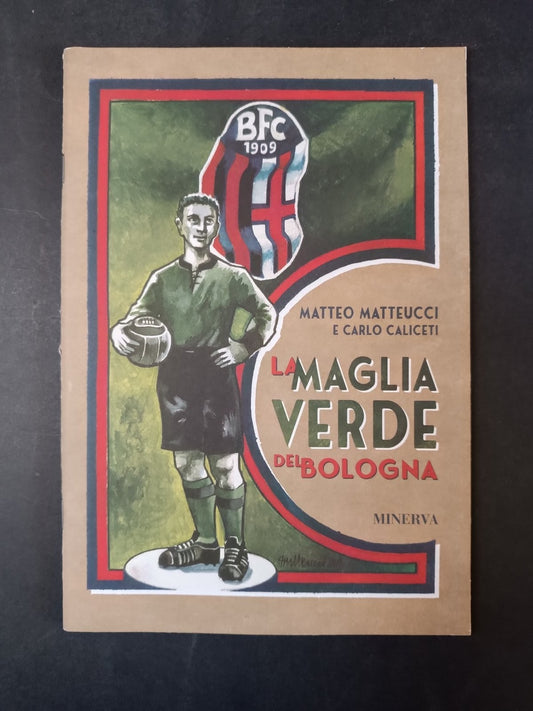 BFC
1909
MATTEO MATTEUCCI
E CARLO CALICETI
LA MAGLIA
VERDE
DEL BOLOGNA
MINERVA